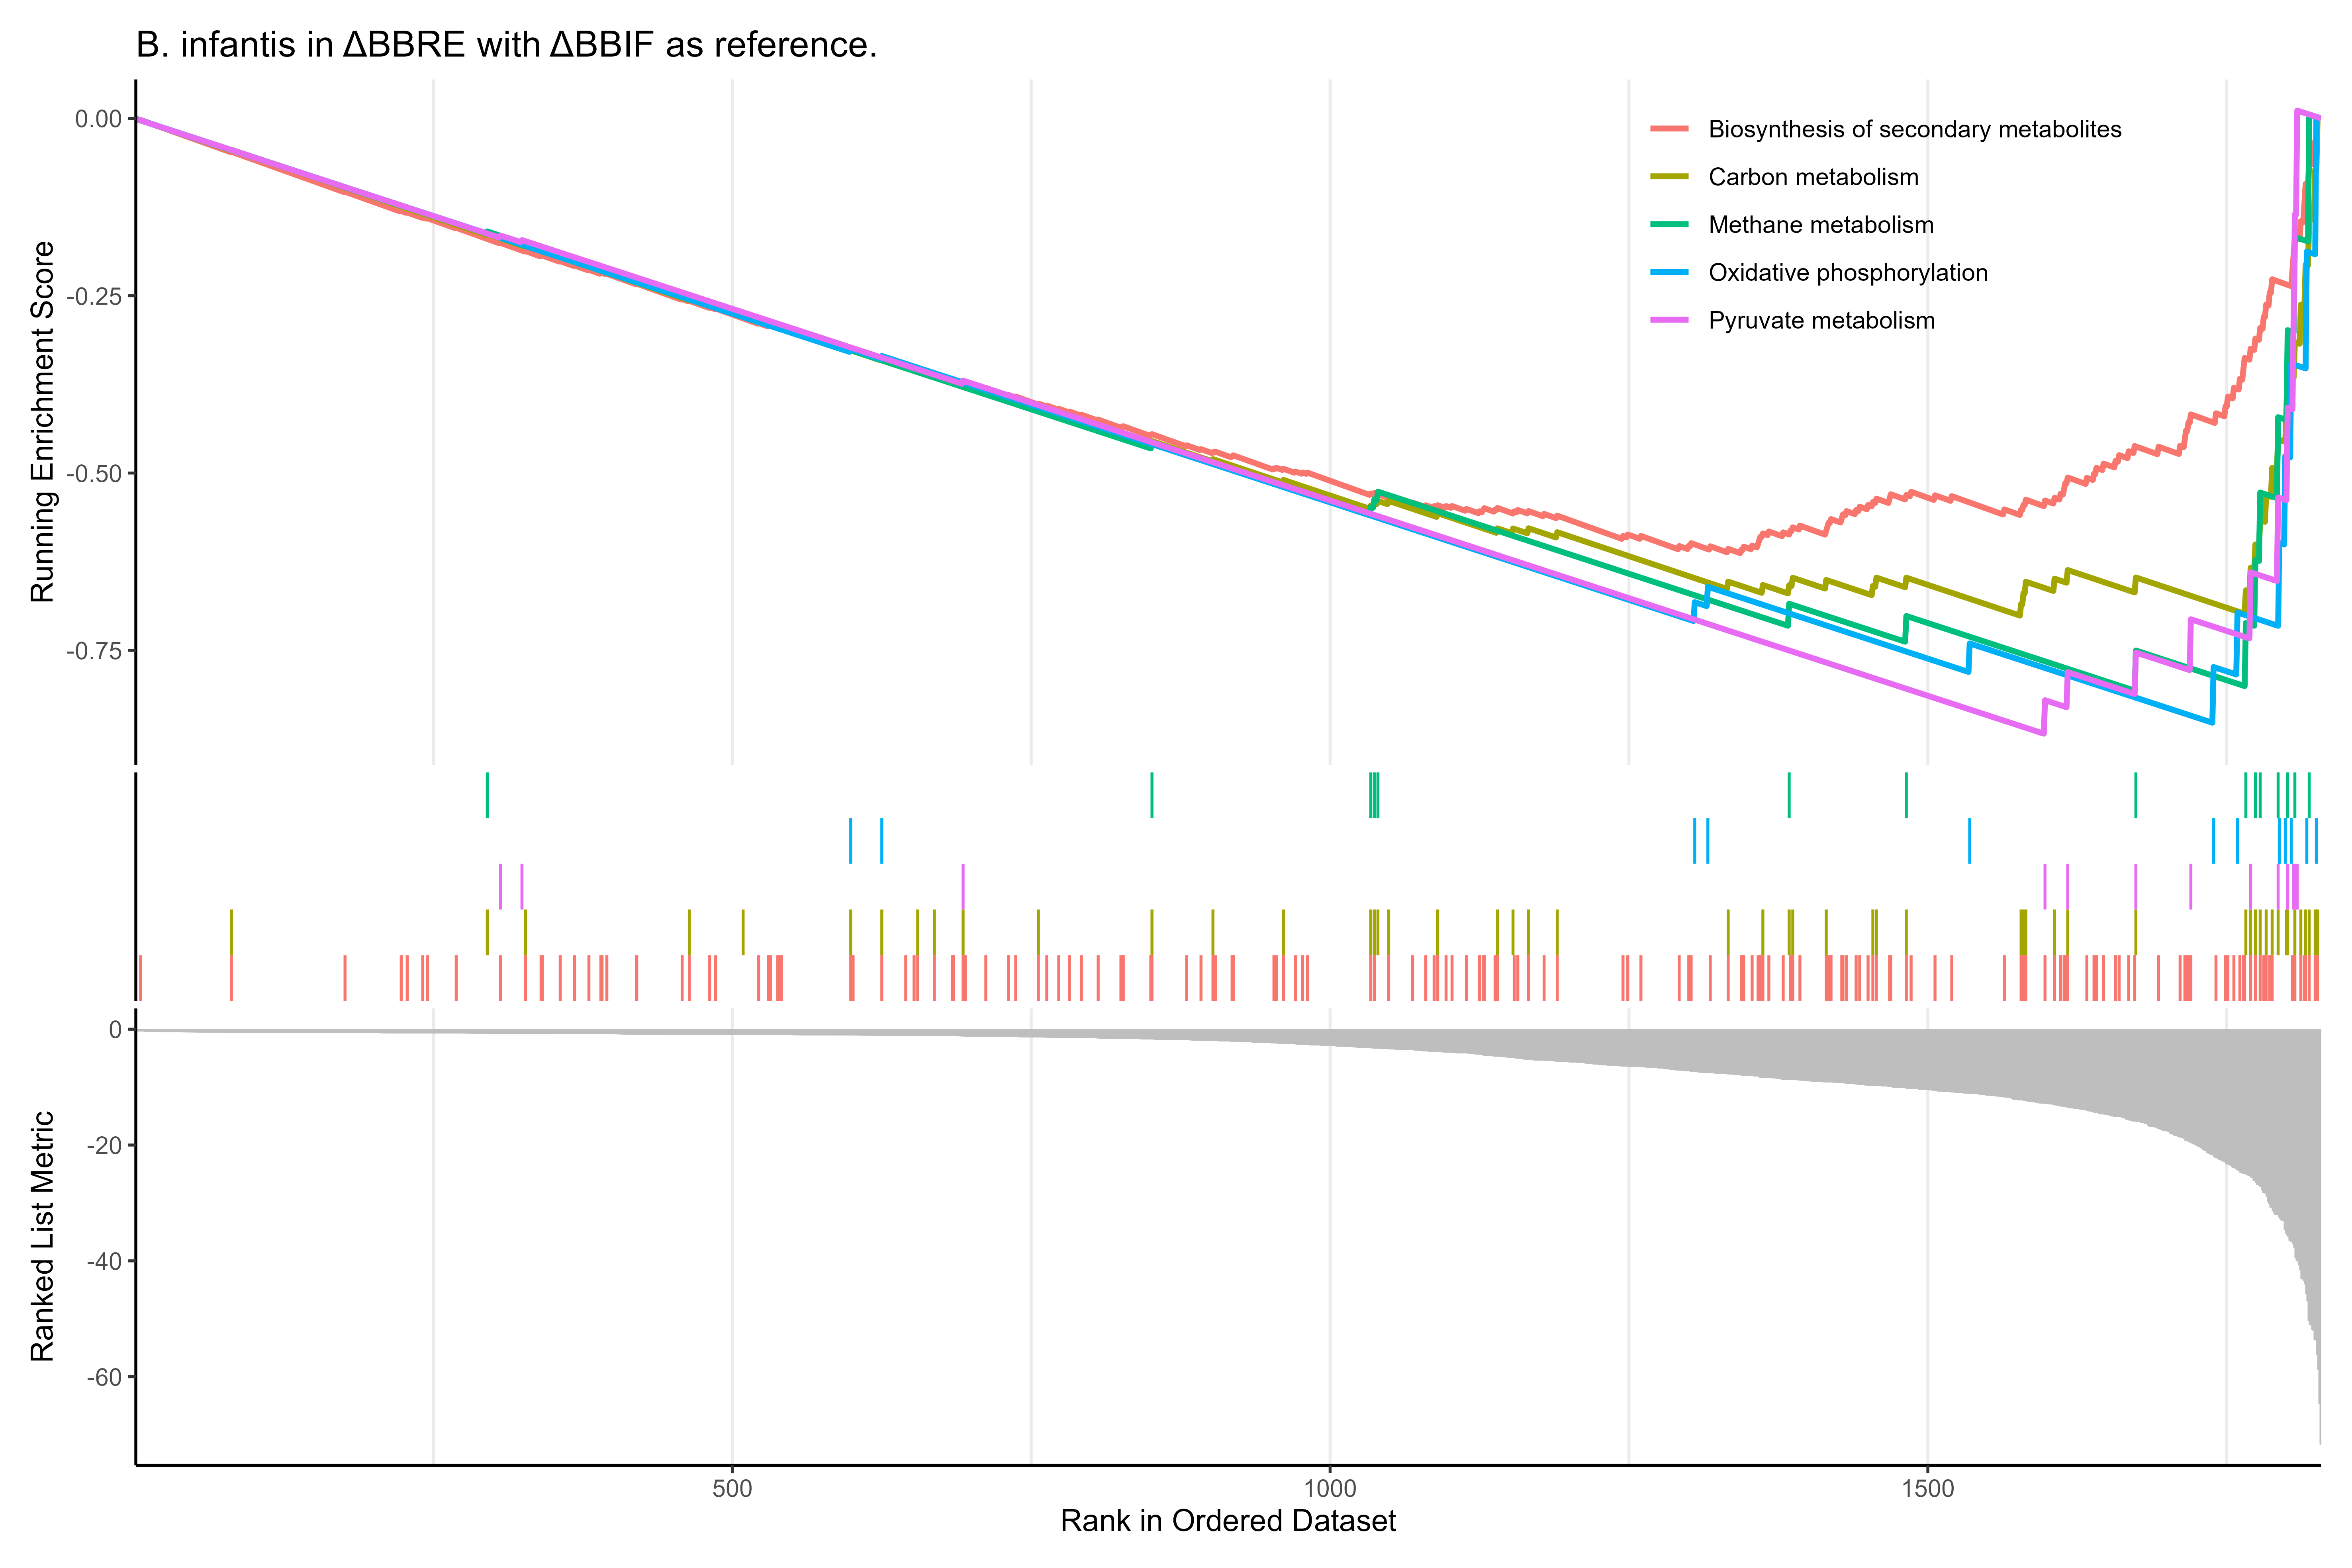 B. infantis in ΔBBRE with ΔBBIF as reference.
Running Enrichment Score
0.00
-0.25
-0.50
-0.75
Biosynthesis of secondary metabolites
Carbon metabolism
Methane metabolism
Oxidative phosphorylation
Pyruvate metabolism
Ranked List Metric
0
-20
-40
-60
500
1000
1500
Rank in Ordered Dataset